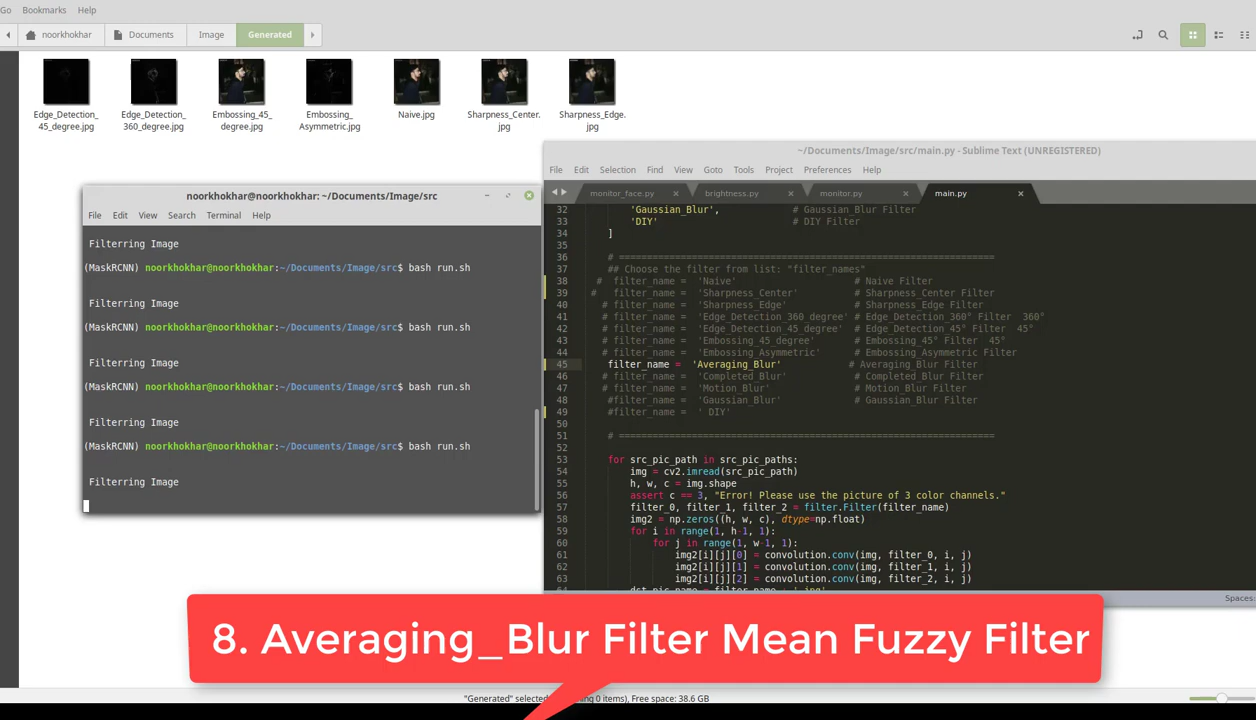 Go Bookmarks Help
noorkhokhar Documents Image Generated
Edge_Detection_
45_degree.jpg
Edge_Detection_
360_degree.jpg
Embossing_45_
degree.jpg
Embossing_
Asymmetric.jpg
Naive.jpg
Sharpness_Center.
jpg
Sharpness_Edge.
jpg
noorkhokhar@noorkhokhar: ~/Documents/Image/src
File Edit View Search Terminal Help
Filterring Image
(MaskRCNN) noorkhokhar@noorkhokhar:~/Documents/Image/src$ bash run.sh
Filterring Image
(MaskRCNN) noorkhokhar@noorkhokhar:~/Documents/Image/src$ bash run.sh
Filterring Image
(MaskRCNN) noorkhokhar@noorkhokhar:~/Documents/Image/src$ bash run.sh
Filterring Image
(MaskRCNN) noorkhokhar@noorkhokhar:~/Documents/Image/src$ bash run.sh
Filterring Image
~/Documents/Image/src/main.py - Sublime Text (UNREGISTERED)
File Edit Selection Find View Goto Tools Project Preferences Help
monitor_face.py brightness.py monitor.py main.py
32 'Gaussian_Blur', # Gaussian_Blur Filter
33 'DIY' # DIY Filter
34 ]
35
36 # ====================================================================
37 ## Choose the filter from list: "filter_names"
38 # filter_name = 'Naive' # Naive Filter
39 # filter_name = 'Sharpness_Center' # Sharpness_Center Filter
40 # filter_name = 'Sharpness_Edge' # Sharpness_Edge Filter
41 # filter_name = 'Edge_Detection_360_degree' # Edge_Detection_360° Filter 360°
42 # filter_name = 'Edge_Detection_45_degree' # Edge_Detection_45° Filter 45°
43 # filter_name = 'Embossing_45_degree' # Embossing_45° Filter 45°
44 # filter_name = 'Embossing_Asymmetric' # Embossing_Asymmetric Filter
45 filter_name = 'Averaging_Blur' # Averaging_Blur Filter
46 # filter_name = 'Completed_Blur' # Completed_Blur Filter
47 # filter_name = 'Motion_Blur' # Motion_Blur Filter
48 #filter_name = 'Gaussian_Blur' # Gaussian_Blur Filter
49 #filter_name = ' DIY'
50
51 # ====================================================================
52
53 for src_pic_path in src_pic_paths:
54 img = cv2.imread(src_pic_path)
55 h, w, c = img.shape
56 assert c == 3, "Error! Please use the picture of 3 color channels."
57 filter_0, filter_1, filter_2 = filter.Filter(filter_name)
58 img2 = np.zeros((h, w, c), dtype=np.float)
59 for i in range(1, h-1, 1):
60 for j in range(1, w-1, 1):
61 img2[i][j][0] = convolution.conv(img, filter_0, i, j)
62 img2[i][j][1] = convolution.conv(img, filter_1, i, j)
63 img2[i][j][2] = convolution.conv(img, filter_2, i, j)
Spaces:
8. Averaging_Blur Filter Mean Fuzzy Filter
"Generated" selected 0 items), Free space: 38.6 GB